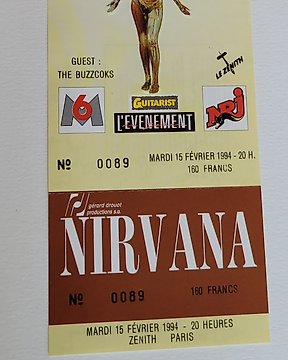 GUEST :
THE BUZZCOKS
LE ZENITH
M6
GUITARIST
L'EVENEMENT
NRJ
Nº 0089
MARDI 15 FÉVRIER 1994 - 20 H.
160 FRANCS
gérard drouot
productions s.a.
NIRVANA
Nº 0089
160 FRANCS
MARDI 15 FÉVRIER 1994 - 20 HEURES
ZENITH PARIS